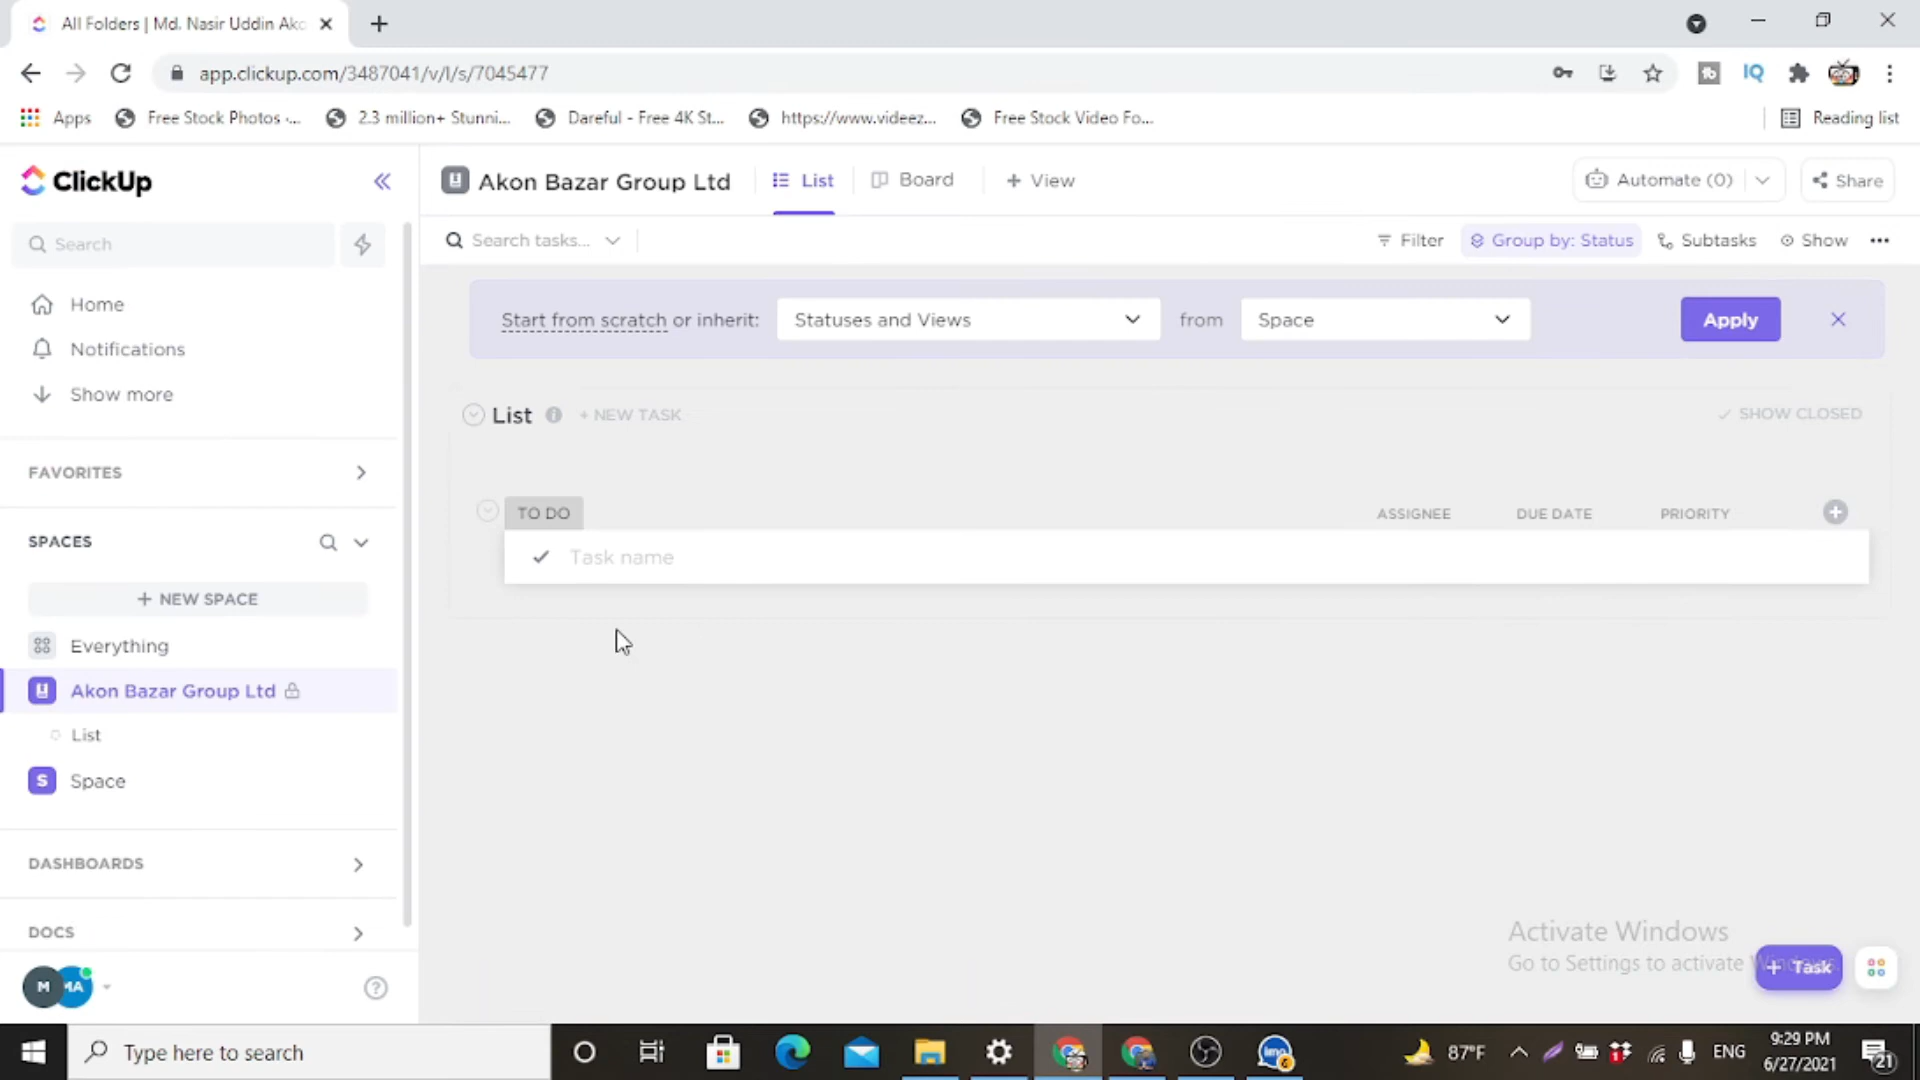 All Folders | Md. Nasir Uddin Ako
app.clickup.com/3487041/v/l/s/7045477
IQ
Apps
Free Stock Photos -...
2.3 million+ Stunni...
Dareful - Free 4K St...
https://www.videez...
Free Stock Video Fo...
Reading list
ClickUp
Akon Bazar Group Ltd
List
Board
+ View
Automate (0)
Share
Search
Search tasks...
Filter
Group by: Status
Subtasks
Show
Home
Notifications
Show more
Start from scratch or inherit:
Statuses and Views
from
Space
Apply
List
+ NEW TASK
SHOW CLOSED
FAVORITES
TO DO
ASSIGNEE
DUE DATE
PRIORITY
Task name
SPACES
+ NEW SPACE
Everything
Akon Bazar Group Ltd
List
S
Space
DASHBOARDS
DOCS
M
MA
Activate Windows
Go to Settings to activate
+ Task
Type here to search
imo
87°F
ENG
9:29 PM
6/27/2021
21